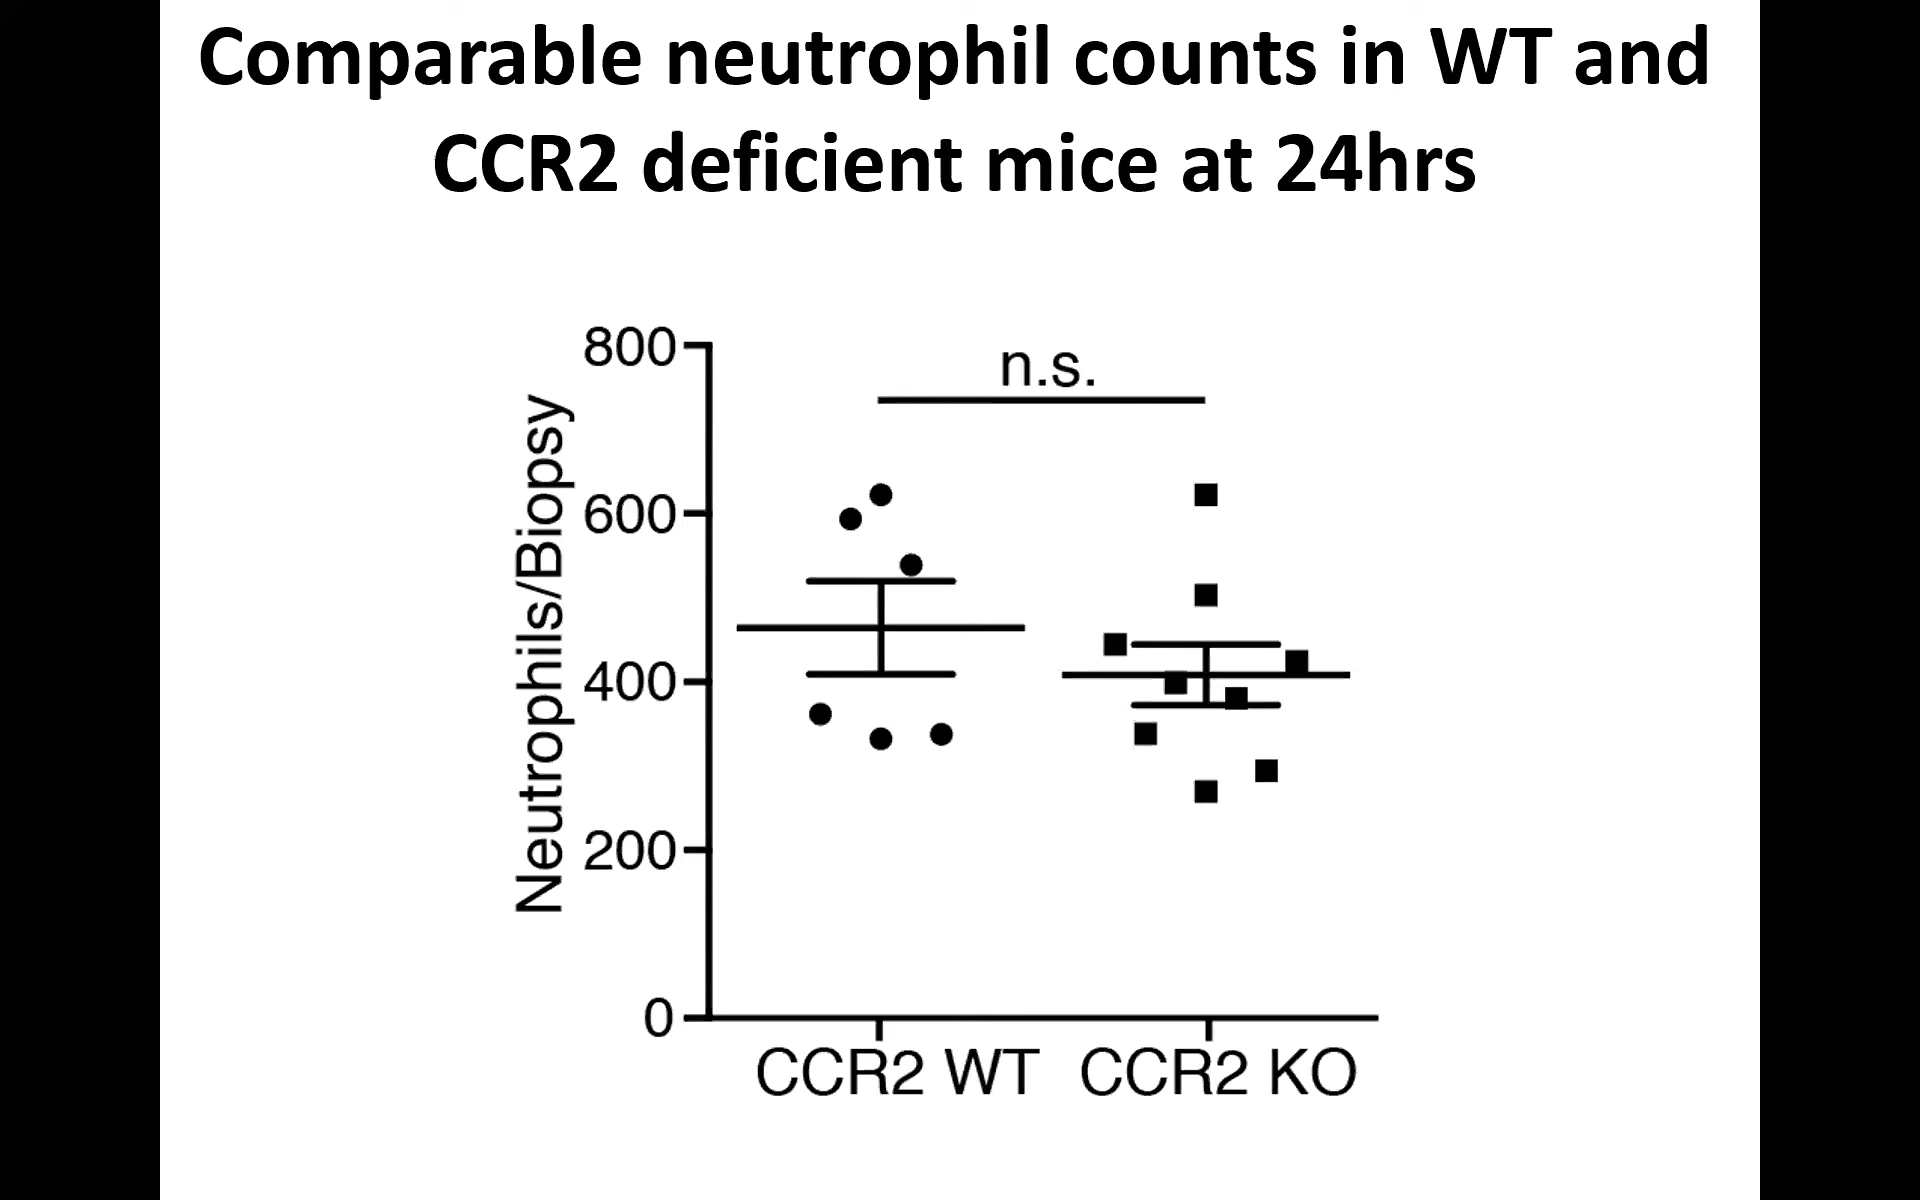 Comparable neutrophil counts in WT and
CCR2 deficient mice at 24hrs
n.s.
Neutrophils/Biopsy
800
600
400
200
0
CCR2 WT
CCR2 KO